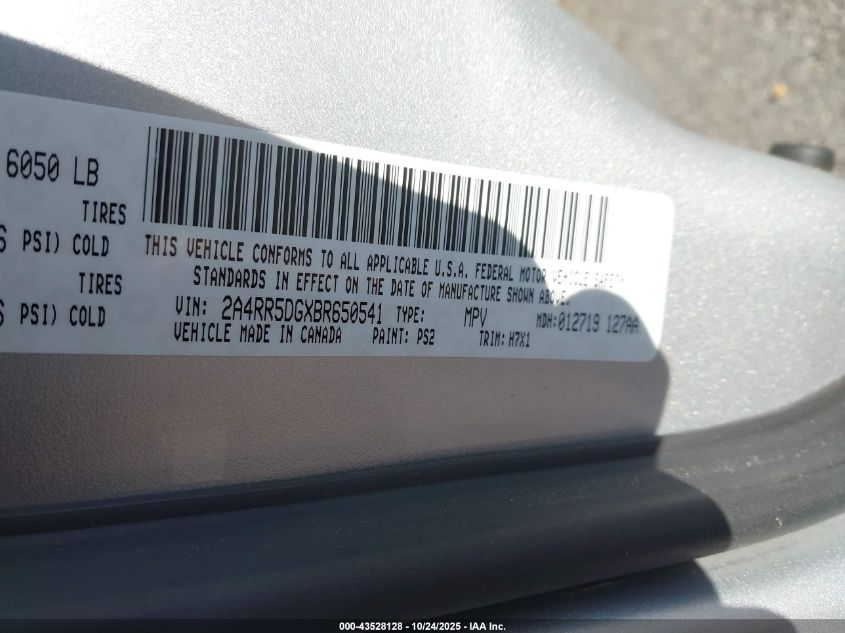 6050 LB
TIRES
PSI) COLD
TIRES
PSI) COLD
THIS VEHICLE CONFORMS TO ALL APPLICABLE U.S.A. FEDERAL MOTOR VEHICLE SAFETY
STANDARDS IN EFFECT ON THE DATE OF MANUFACTURE SHOWN ABOVE.
VIN: 2A4RR5DGXBR650541 TYPE: MPV MDH:012719 127AA
VEHICLE MADE IN CANADA PAINT: PS2 TRIM: H7X1
000-43528128 - 10/24/2025 - IAA Inc.